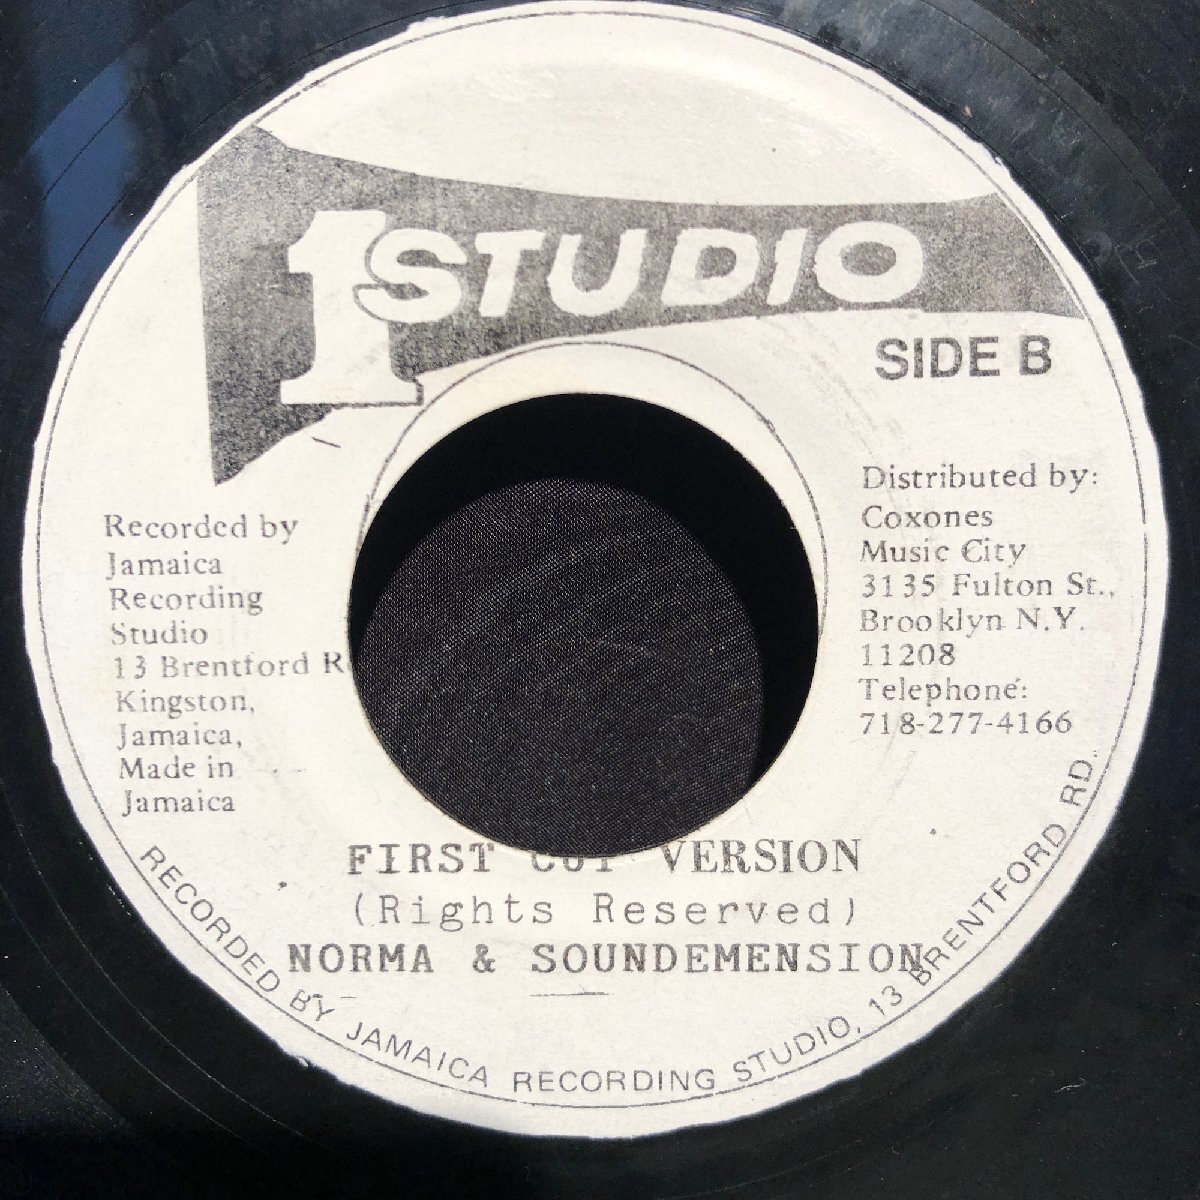 1 STUDIO
SIDE B
Recorded by
Jamaica
Recording
Studio
13 Brentford R
Kingston,
Jamaica,
Made in
Jamaica
Distributed by:
Coxones
Music City
3135 Fulton St.,
Brooklyn N.Y.
11208
Telephone:
718-277-4166
FIRST CUT VERSION
(Rights Reserved)
NORMA & SOUNDEMENSION
RECORDED BY JAMAICA RECORDING STUDIO, 13 BRENTFORD RD.